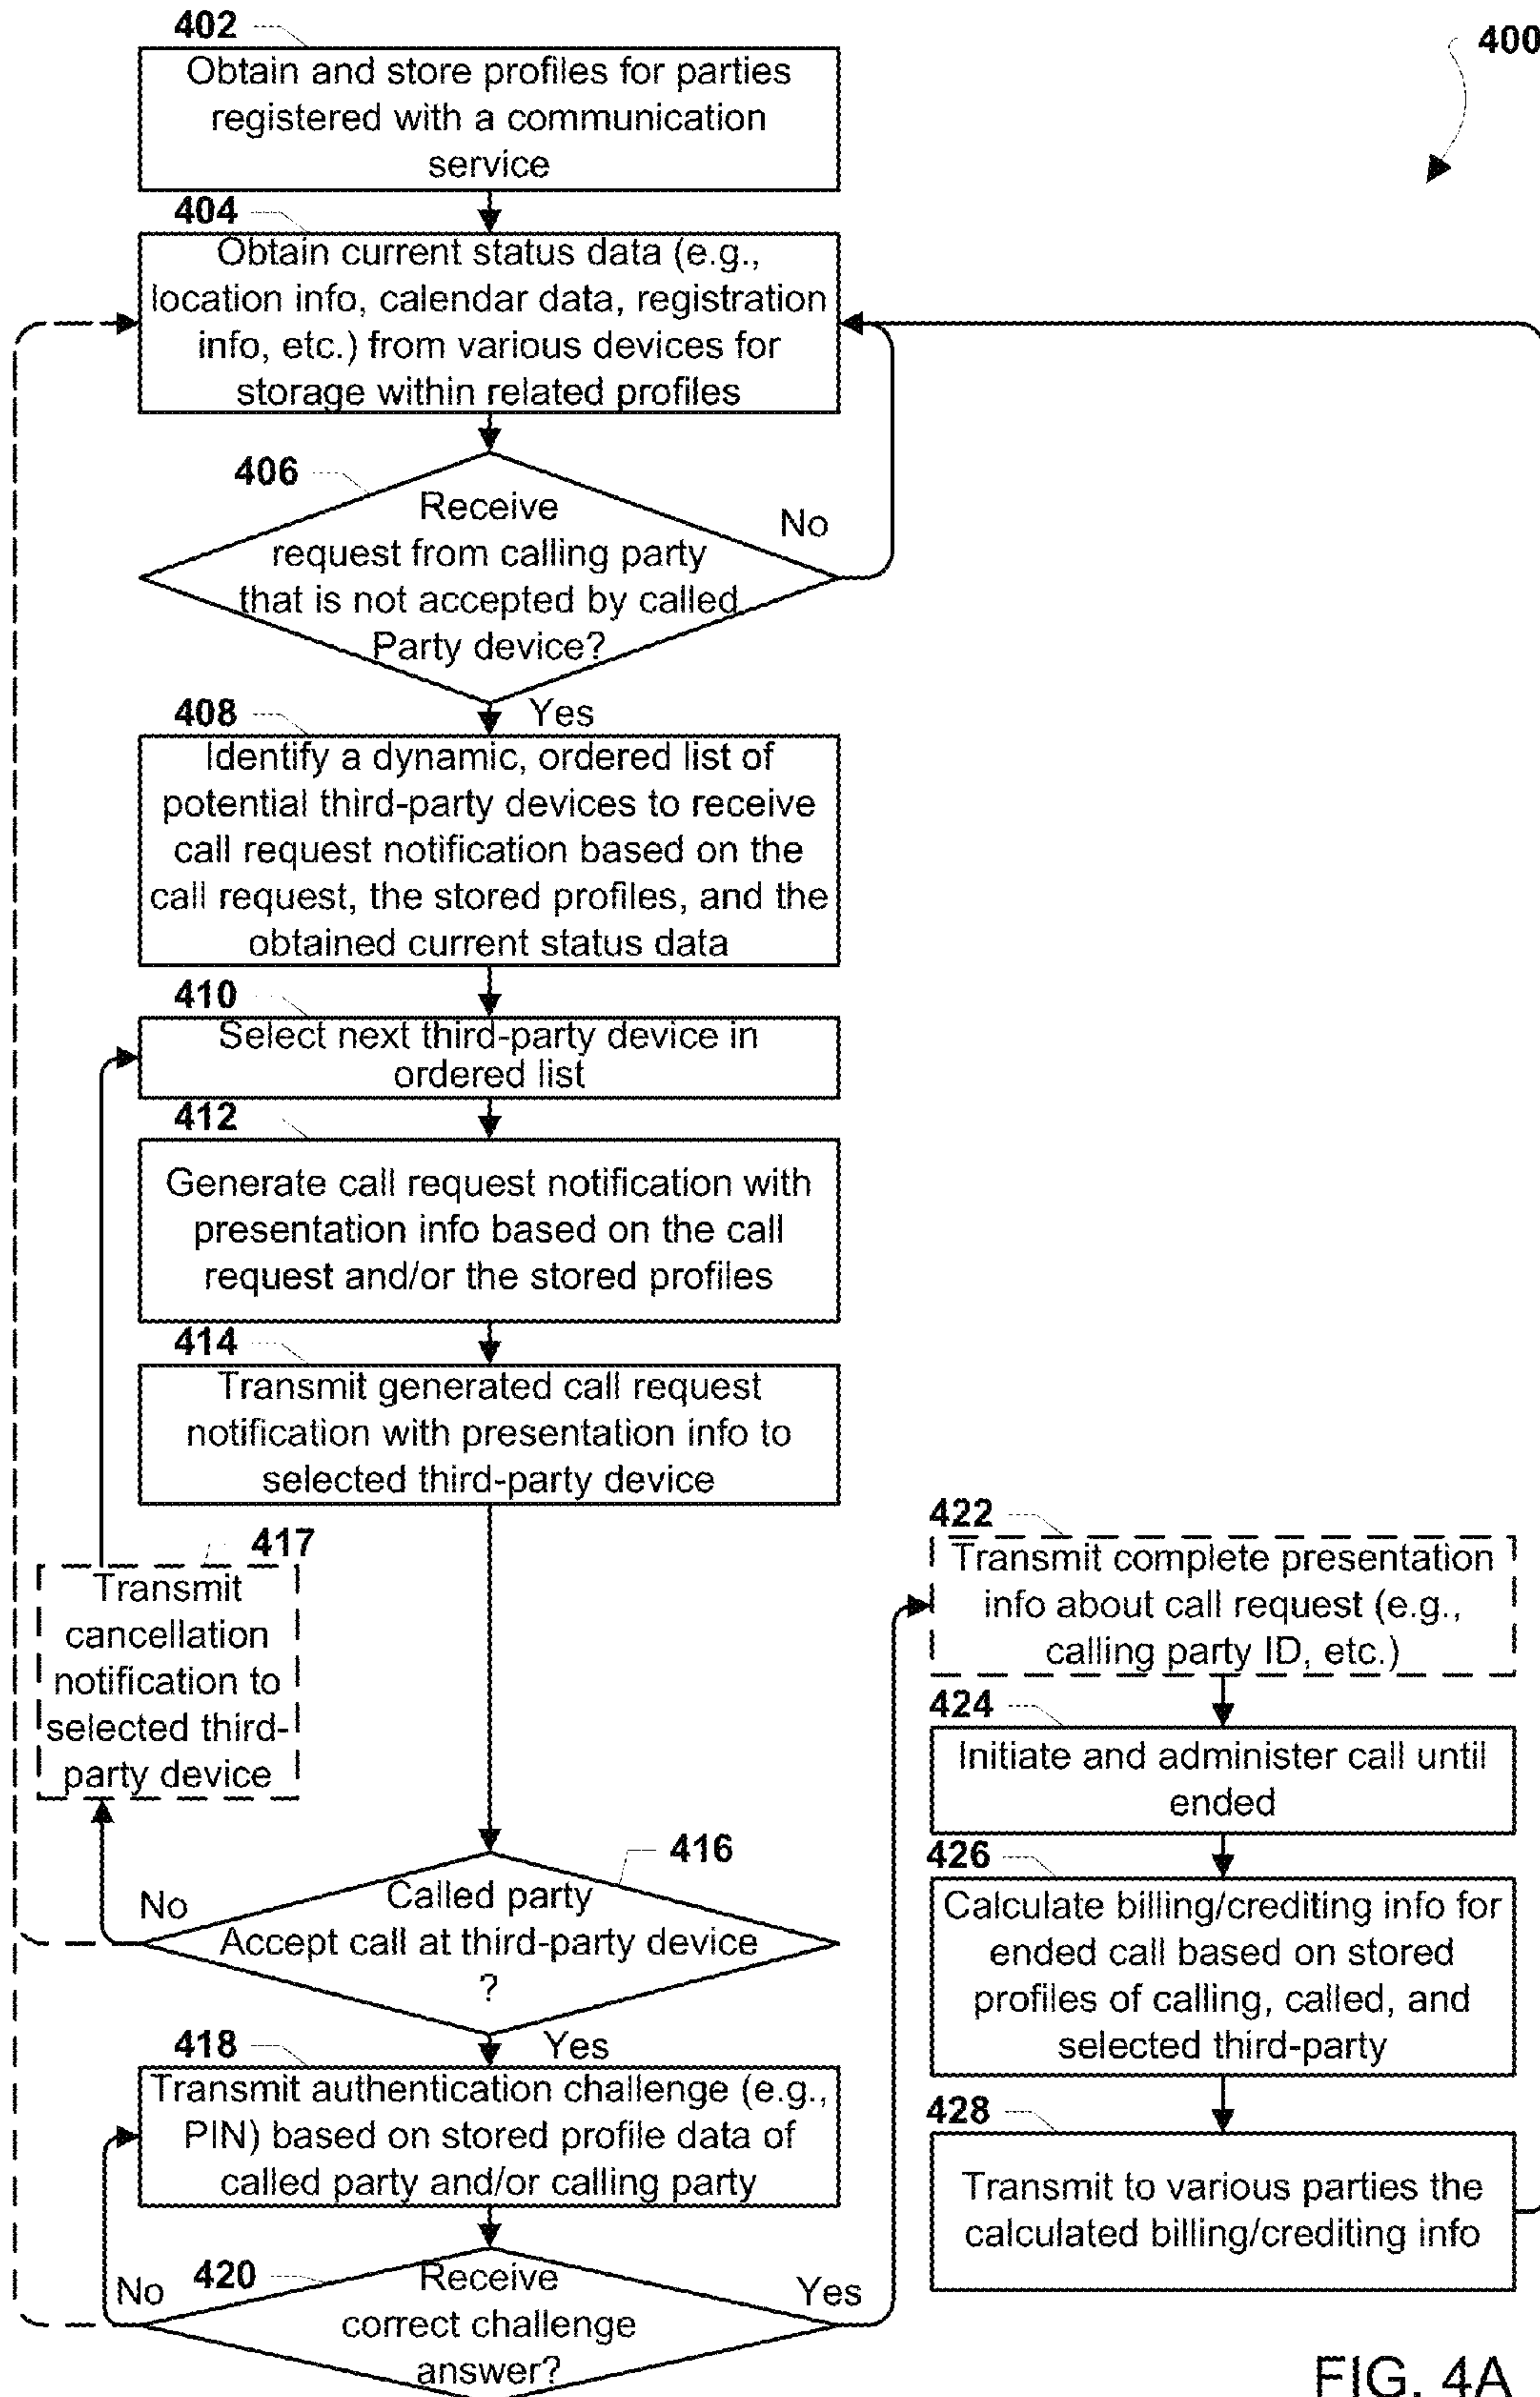 402
400
Obtain and store profiles for parties
registered with a communication
service
404
Obtain current status data (e.g.,
location info, calendar data, registration
info, etc.) from various devices for
storage within related profiles
406
Receive
request from calling party
that is not accepted by called
Party device?
No
Yes
408
Identify a dynamic, ordered list of
potential third-party devices to receive
call request notification based on the
call request, the stored profiles, and the
obtained current status data
410
Select next third-party device in
ordered list
412
Generate call request notification with
presentation info based on the call
request and/or the stored profiles
414
Transmit generated call request
notification with presentation info to
selected third-party device
417
Transmit
cancellation
notification to
selected third-
party device
416
Called party
Accept call at third-party device
?
No
Yes
418
Transmit authentication challenge (e.g.,
PIN) based on stored profile data of
called party and/or calling party
420
Receive
correct challenge
answer?
No
Yes
422
Transmit complete presentation
info about call request (e.g.,
calling party ID, etc.)
424
Initiate and administer call until
ended
426
Calculate billing/crediting info for
ended call based on stored
profiles of calling, called, and
selected third-party
428
Transmit to various parties the
calculated billing/crediting info
FIG. 4A